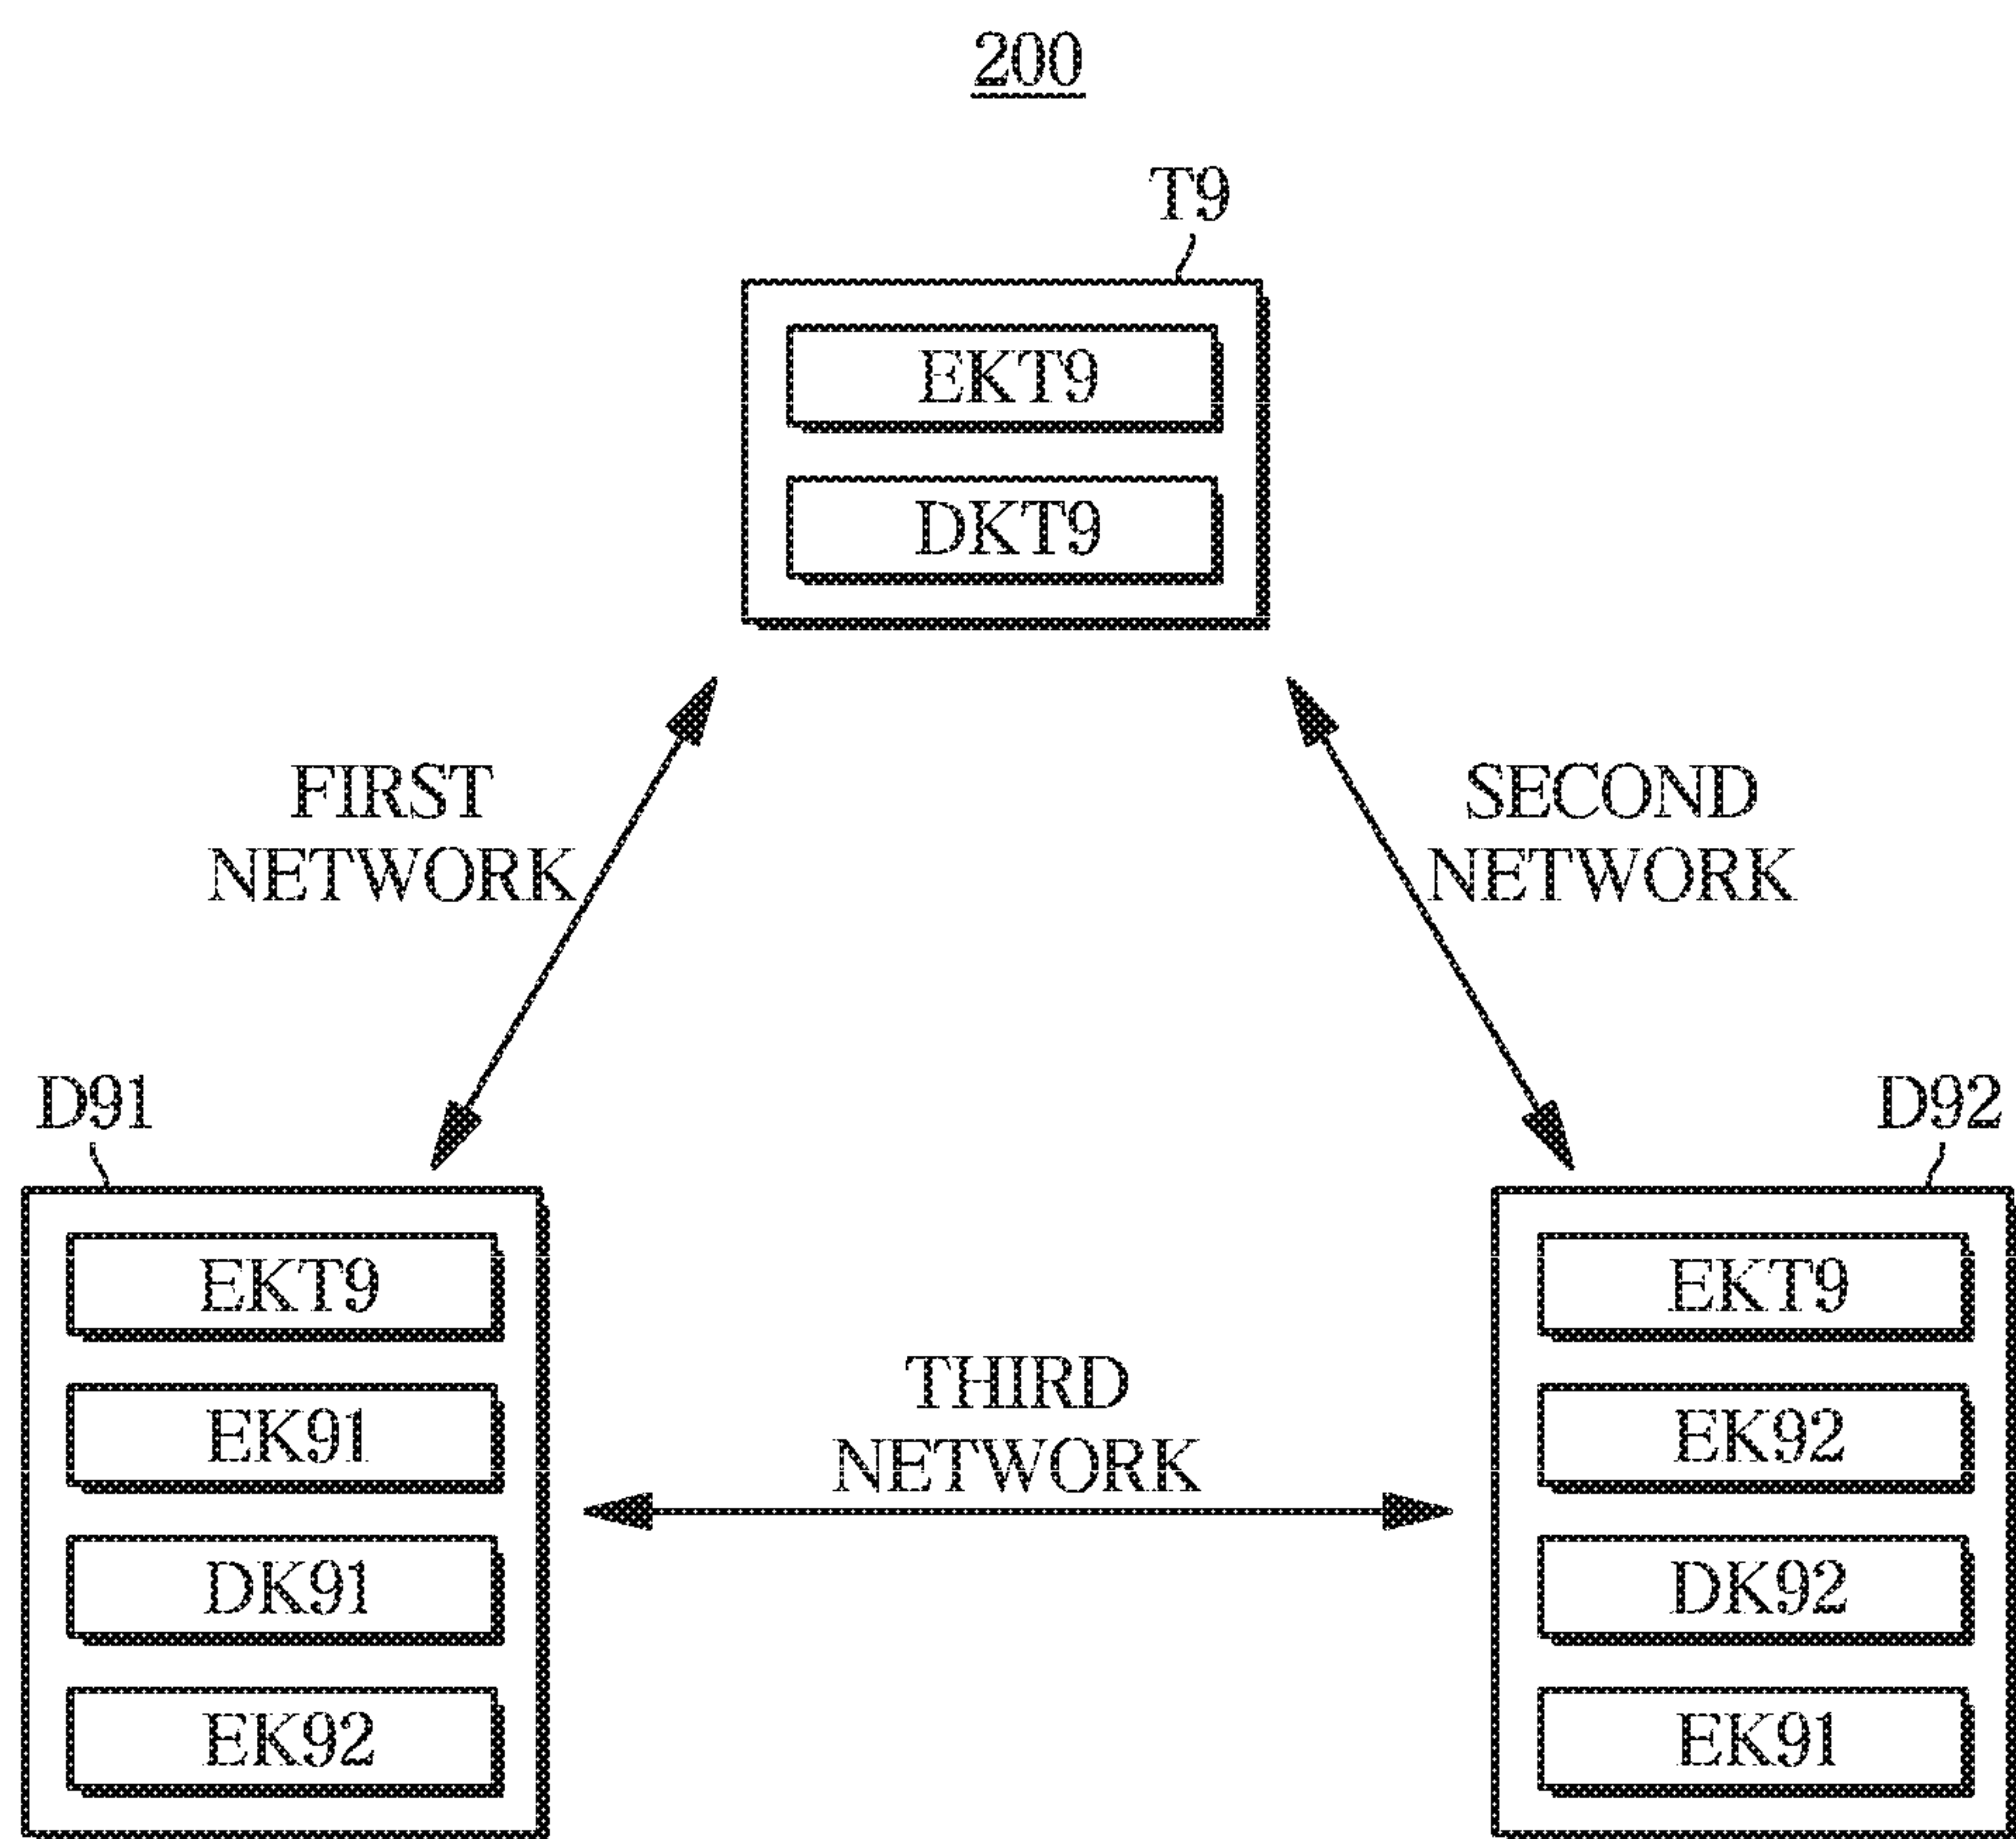 200
T9
EKT9
DKT9
FIRST
NETWORK
SECOND
NETWORK
D91
D92
EKT9
EK91
DK91
EK92
THIRD
NETWORK
EKT9
EK92
DK92
EK91